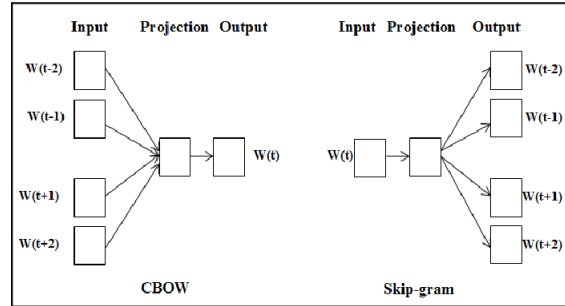 Input Projection Output Input Projection Output
W(t-2) W(t-2)
W(t-1) W(t-1)
W(t) W(t)
W(t+1) W(t+1)
W(t+2) W(t+2)
CBOW Skip-gram